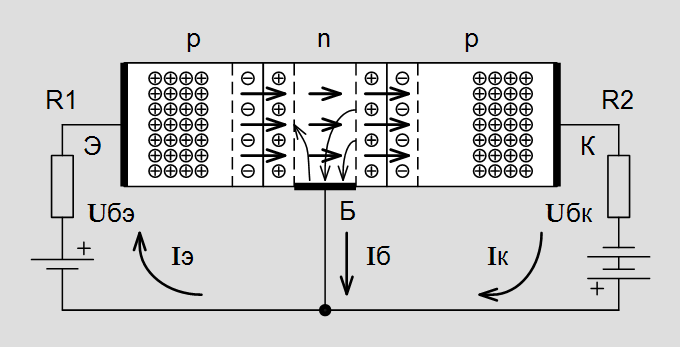 p n p
R1 R2
Э К
Uбэ Б Uбк
+ Iэ Iб Iк
+